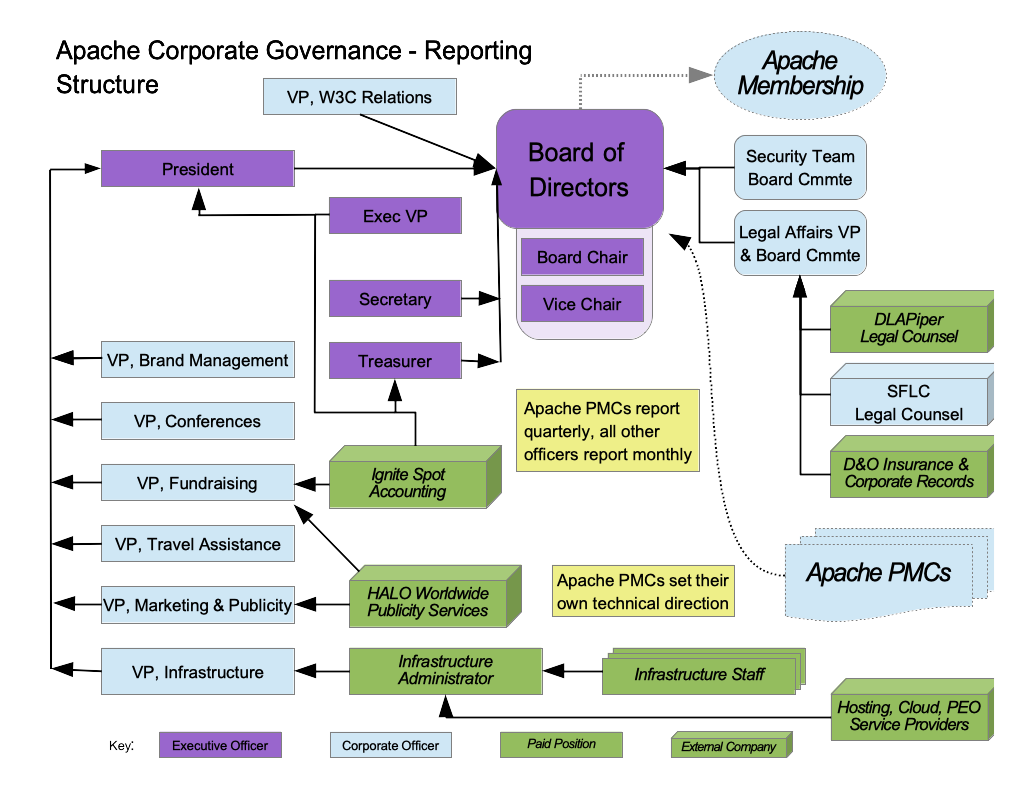 Apache Corporate Governance - Reporting
Structure
Apache
Membership
VP, W3C Relations
Board of
Directors
Security Team
Board Cmmte
President
Exec VP
Legal Affairs VP
& Board Cmmte
Board Chair
Secretary
Vice Chair
DLAPiper
Legal Counsel
Treasurer
VP, Brand Management
SFLC
Legal Counsel
Apache PMCs report
quarterly, all other
officers report monthly
VP, Conferences
D&O Insurance &
Corporate Records
Ignite Spot
Accounting
VP, Fundraising
VP, Travel Assistance
Apache PMCs
Apache PMCs set their
own technical direction
HALO Worldwide
Publicity Services
VP, Marketing & Publicity
Infrastructure
Administrator
VP, Infrastructure
Infrastructure Staff
Hosting, Cloud, PEO
Service Providers
Key:
Executive Officer
Corporate Officer
Paid Position
External Company